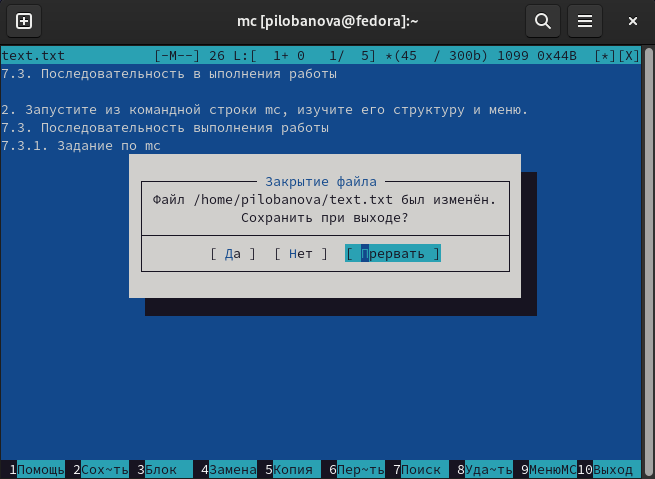 mc [pilobanova@fedora]:~
text.txt [-M--] 26 L:[ 1+ 0 1/ 5] *(45 / 300b) 1099 0x44B [*][X]
7.3. Последовательность в ыполнения работы
2. Запустите из командной строки mc, изучите его структуру и меню.
7.3. Последовательность выполнения работы
7.3.1. Задание по mc
Закрытие файла
Файл /home/pilobanova/text.txt был изменён.
Сохранить при выходе?
[ Да ] [ Нет ] [ Прервать ]
1Помощь 2Сох~ть 3Блок 4Замена 5Копия 6Пер~ть 7Поиск 8Уда~ть 9МенюMC 10Выход